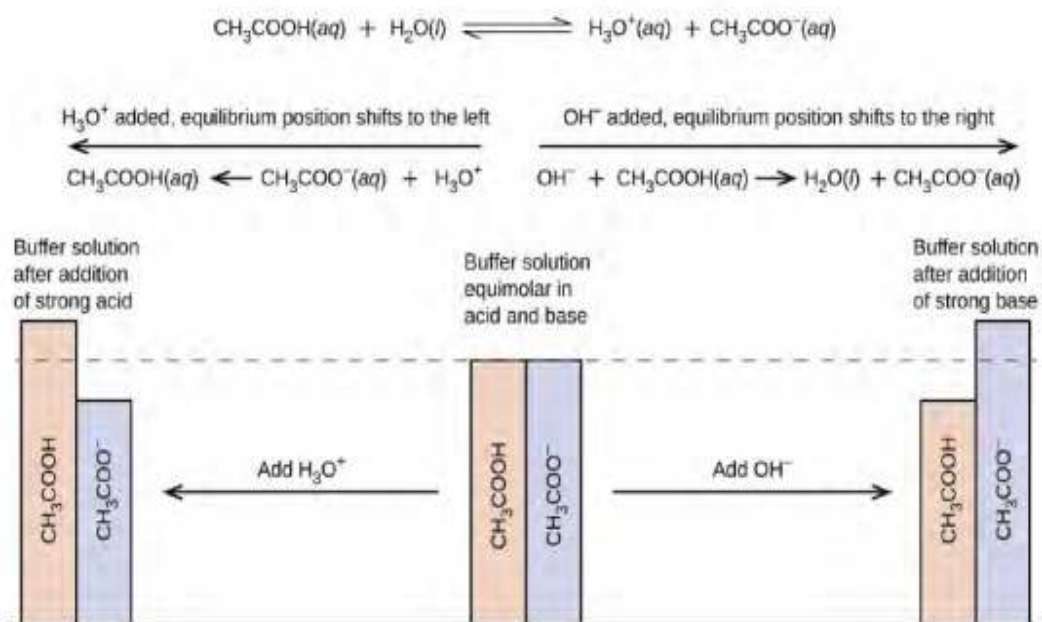 CH₃COOH(aq) + H₂O(l) ⇌ H₃O⁺(aq) + CH₃COO⁻(aq)
H₃O⁺ added, equilibrium position shifts to the left
OH⁻ added, equilibrium position shifts to the right
CH₃COOH(aq) ← CH₃COO⁻(aq) + H₃O⁺
OH⁻ + CH₃COOH(aq) → H₂O(l) + CH₃COO⁻(aq)
Buffer solution
after addition
of strong acid
Buffer solution
equimolar in
acid and base
Buffer solution
after addition
of strong base
CH₃COOH
CH₃COO⁻
Add H₃O⁺
CH₃COOH
CH₃COO⁻
Add OH⁻
CH₃COOH
CH₃COO⁻